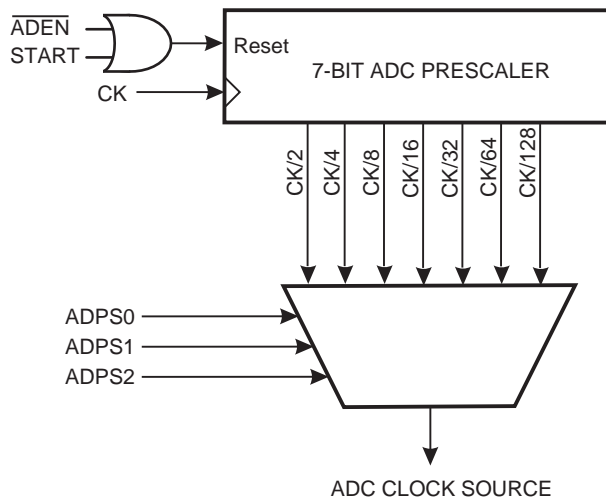 ADEN
START
Reset
7-BIT ADC PRESCALER
CK
CK/2
CK/4
CK/8
CK/16
CK/32
CK/64
CK/128
ADPS0
ADPS1
ADPS2
ADC CLOCK SOURCE